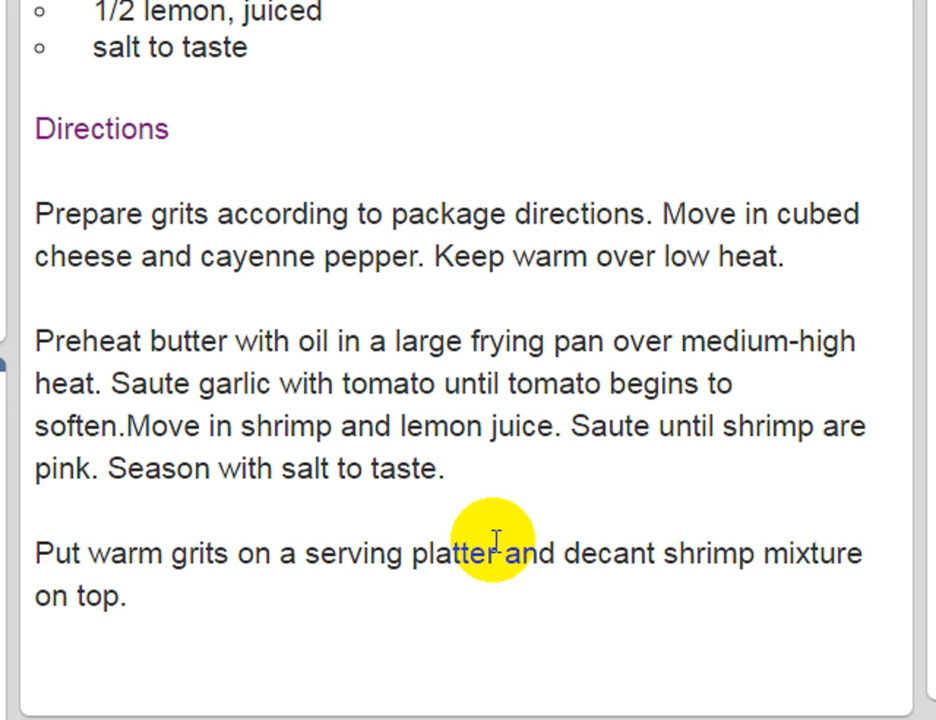 1/2 lemon, juiced
salt to taste
Directions
Prepare grits according to package directions. Move in cubed
cheese and cayenne pepper. Keep warm over low heat.
Preheat butter with oil in a large frying pan over medium-high
heat. Saute garlic with tomato until tomato begins to
soften.Move in shrimp and lemon juice. Saute until shrimp are
pink. Season with salt to taste.
Put warm grits on a serving platter and decant shrimp mixture
on top.